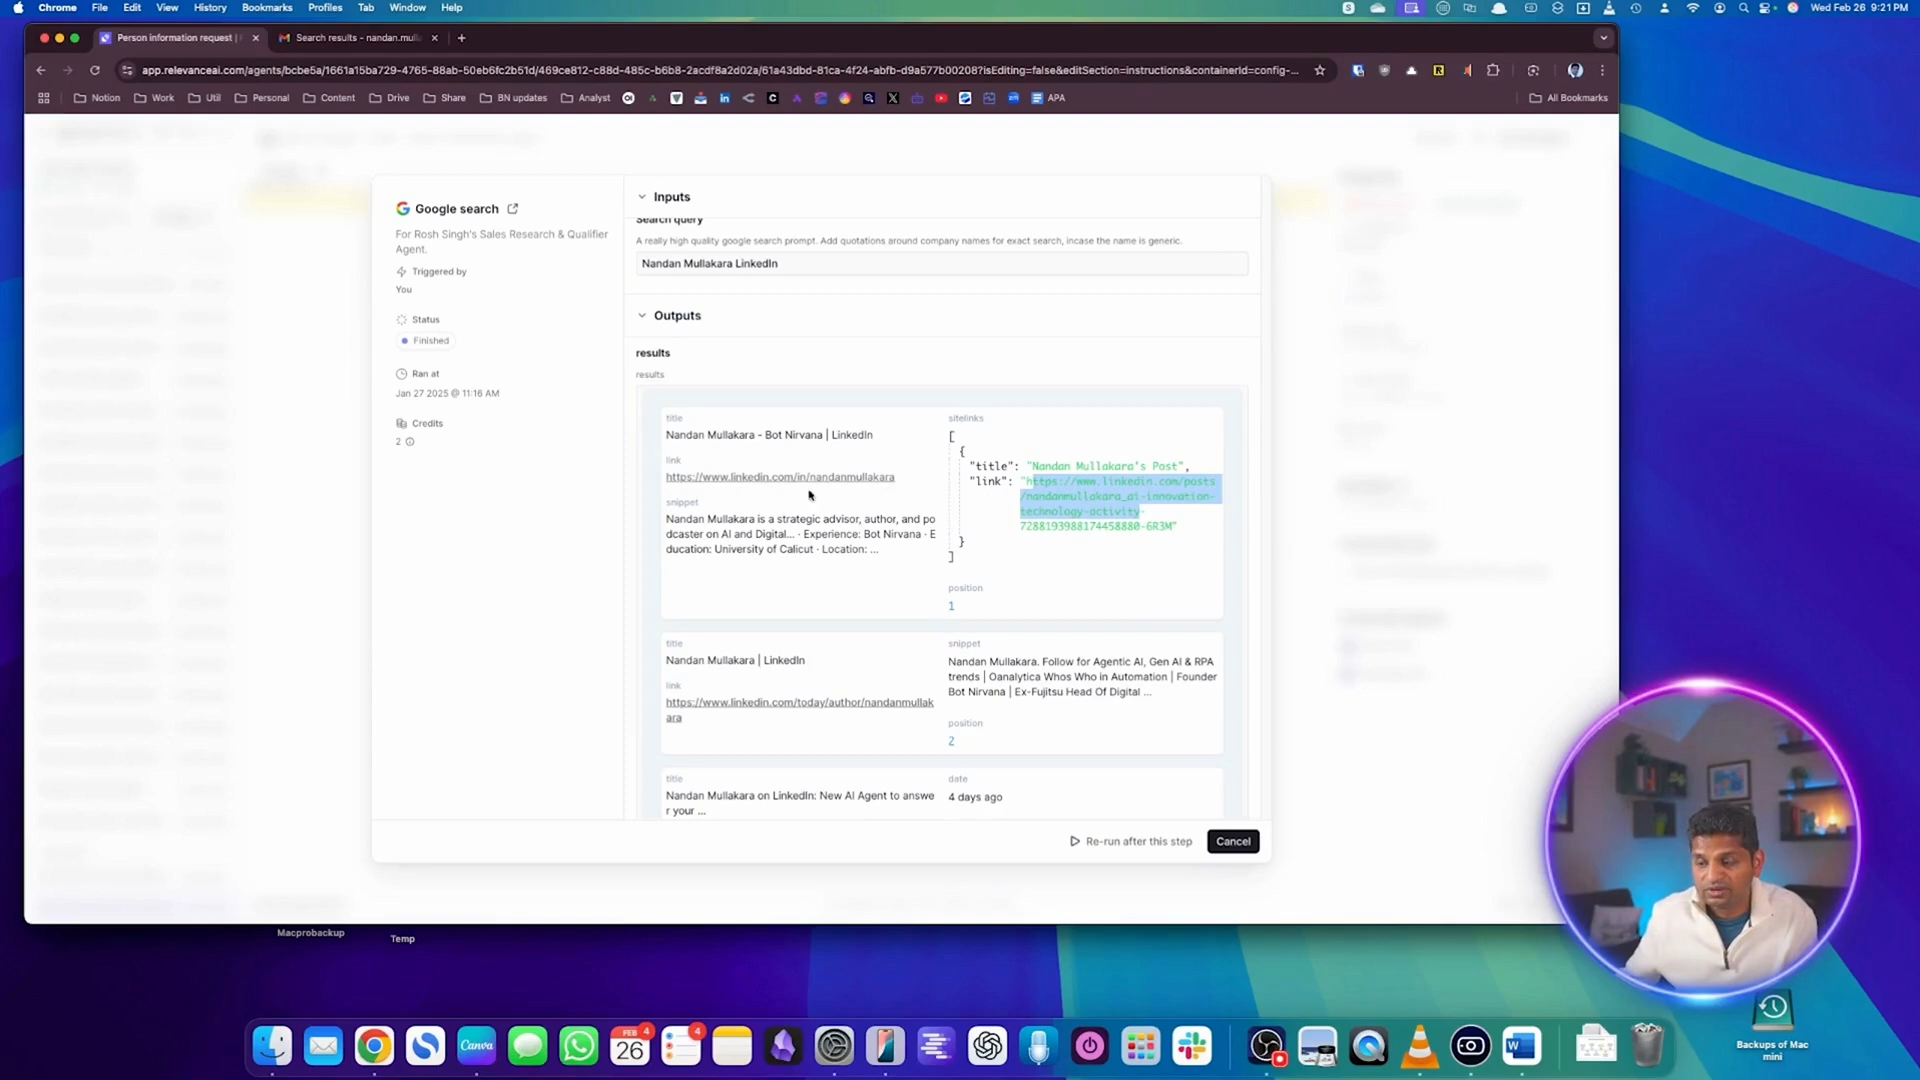 Chrome File Edit View History Bookmarks Profiles Tab Window Help
Wed Feb 26 9:21 PM
Person information request |
Search results - nandan.mull
app.relevanceai.com/agents/bcbe5a/1661a15ba729-4765-88ab-50eb6fc2b51d/469ce812-c88d-485c-b6b8-2acdf8a2d02a/61a43dbd-81ca-4f24-abfb-d9a577b00208?isEditing=false&editSection=instructions&containerId=config-...
Notion Work Util Personal Content Drive Share BN updates Analyst APA All Bookmarks
Google search
For Rosh Singh's Sales Research & Qualifier
Agent.
Triggered by
You
Status
Finished
Ran at
Jan 27 2025 @ 11:16 AM
Credits
2
Inputs
Search query
A really high quality google search prompt. Add quotations around company names for exact search, incase the name is generic.
Nandan Mullakara LinkedIn
Outputs
results
results
title
Nandan Mullakara - Bot Nirvana | LinkedIn
link
https://www.linkedin.com/in/nandanmullakara
snippet
Nandan Mullakara is a strategic advisor, author, and po
dcaster on AI and Digital... · Experience: Bot Nirvana · E
ducation: University of Calicut · Location: ...
sitelinks
[
{
"title": "Nandan Mullakara's Post",
"link": "https://www.linkedin.com/posts
/nandanmullakara_ai-innovation-
technology-activity-
7288193988174458880-6R3M"
}
]
position
1
title
Nandan Mullakara | LinkedIn
link
https://www.linkedin.com/today/author/nandanmullak
ara
snippet
Nandan Mullakara. Follow for Agentic AI, Gen AI & RPA
trends | Qanalytica Whos Who in Automation | Founder
Bot Nirvana | Ex-Fujitsu Head Of Digital ...
position
2
title
Nandan Mullakara on LinkedIn: New AI Agent to answe
r your ...
date
4 days ago
Re-run after this step
Cancel
Macprobackup
Temp
Canva
FEB
26
4
4
Backups of Mac
mini